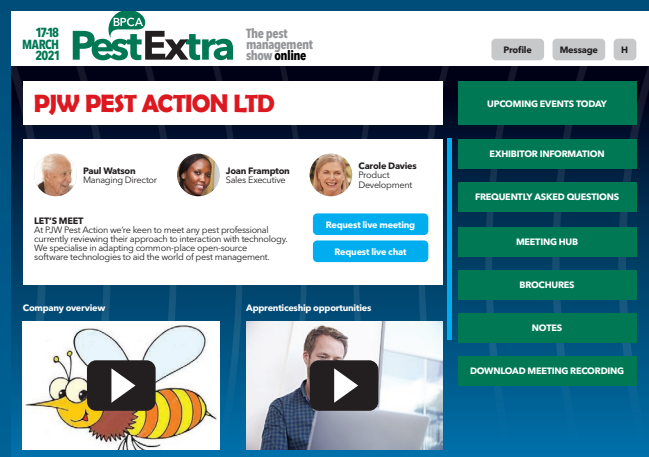 17-18
MARCH
2021
BPCA
PestExtra
The pest
management
show online
Profile
Message
H
PJW PEST ACTION LTD
Paul Watson
Managing Director
Joan Frampton
Sales Executive
Carole Davies
Product
Development
LET'S MEET
At PJW Pest Action we're keen to meet any pest professional
currently reviewing their approach to interaction with technology.
We specialise in adapting common-place open-source
software technologies to aid the world of pest management.
Request live meeting
Request live chat
Company overview
Apprenticeship opportunities
UPCOMING EVENTS TODAY
EXHIBITOR INFORMATION
FREQUENTLY ASKED QUESTIONS
MEETING HUB
BROCHURES
NOTES
DOWNLOAD MEETING RECORDING